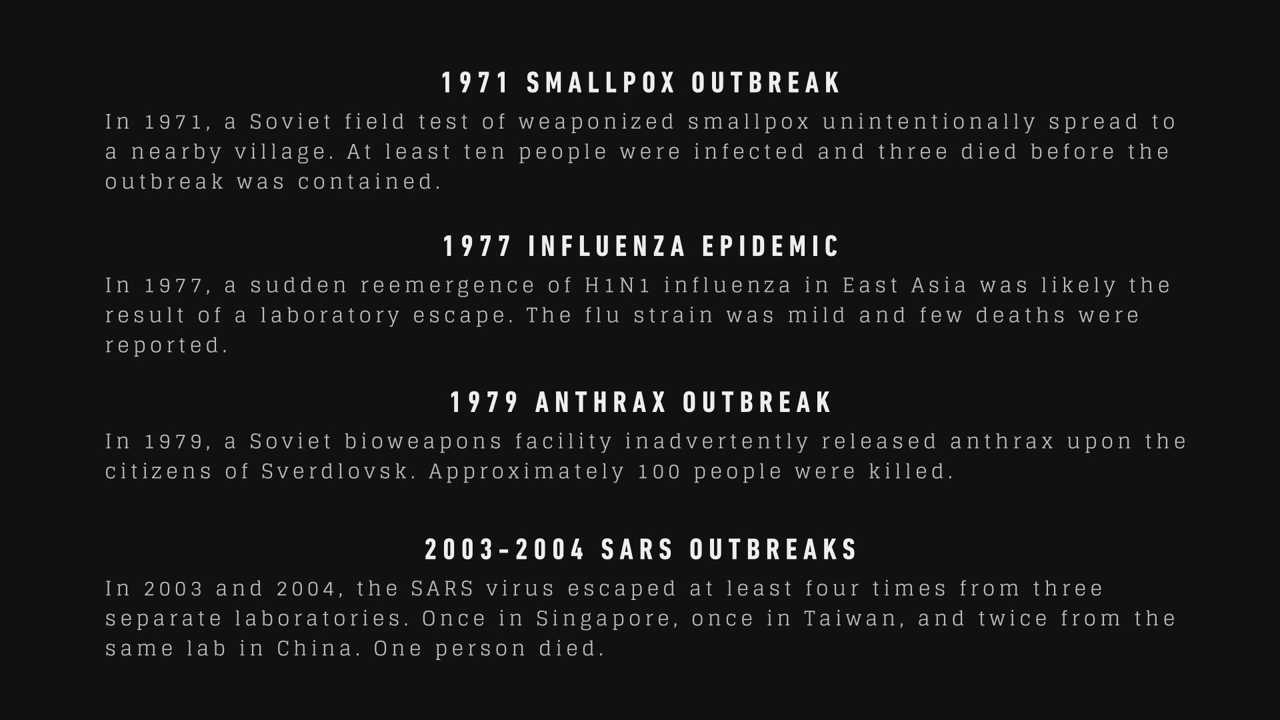 1971 SMALLPOX OUTBREAK
In 1971, a Soviet field test of weaponized smallpox unintentionally spread to
a nearby village. At least ten people were infected and three died before the
outbreak was contained.
1977 INFLUENZA EPIDEMIC
In 1977, a sudden reemergence of H1N1 influenza in East Asia was likely the
result of a laboratory escape. The flu strain was mild and few deaths were
reported.
1979 ANTHRAX OUTBREAK
In 1979, a Soviet bioweapons facility inadvertently released anthrax upon the
citizens of Sverdlovsk. Approximately 100 people were killed.
2003-2004 SARS OUTBREAKS
In 2003 and 2004, the SARS virus escaped at least four times from three
separate laboratories. Once in Singapore, once in Taiwan, and twice from the
same lab in China. One person died.